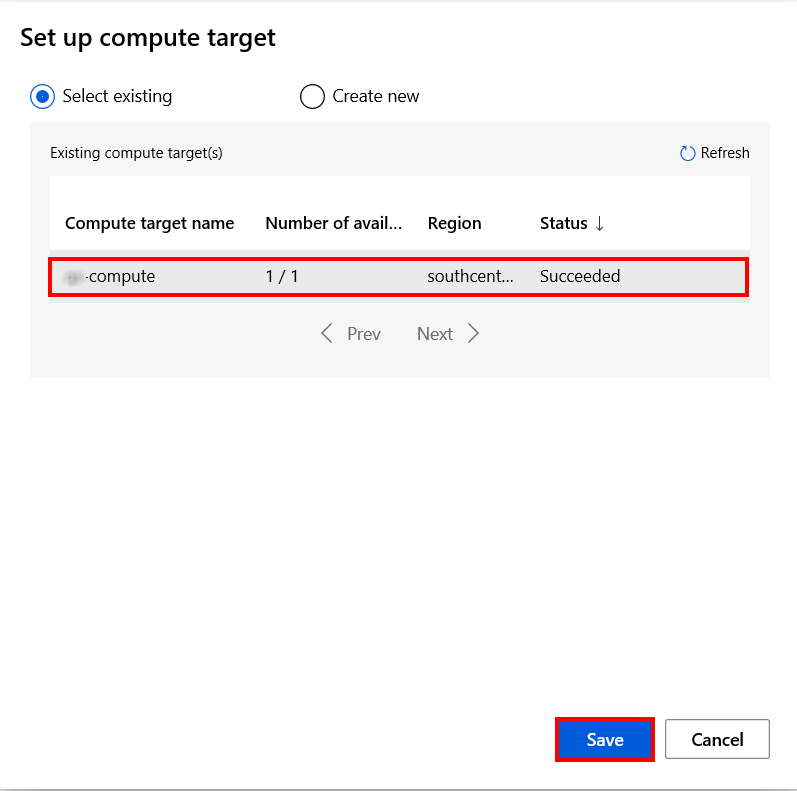 Set up compute target
Select existing Create new
Existing compute target(s) Refresh
Compute target name Number of avail... Region Status ↓
-compute 1 / 1 southcent... Succeeded
Prev Next
Save Cancel